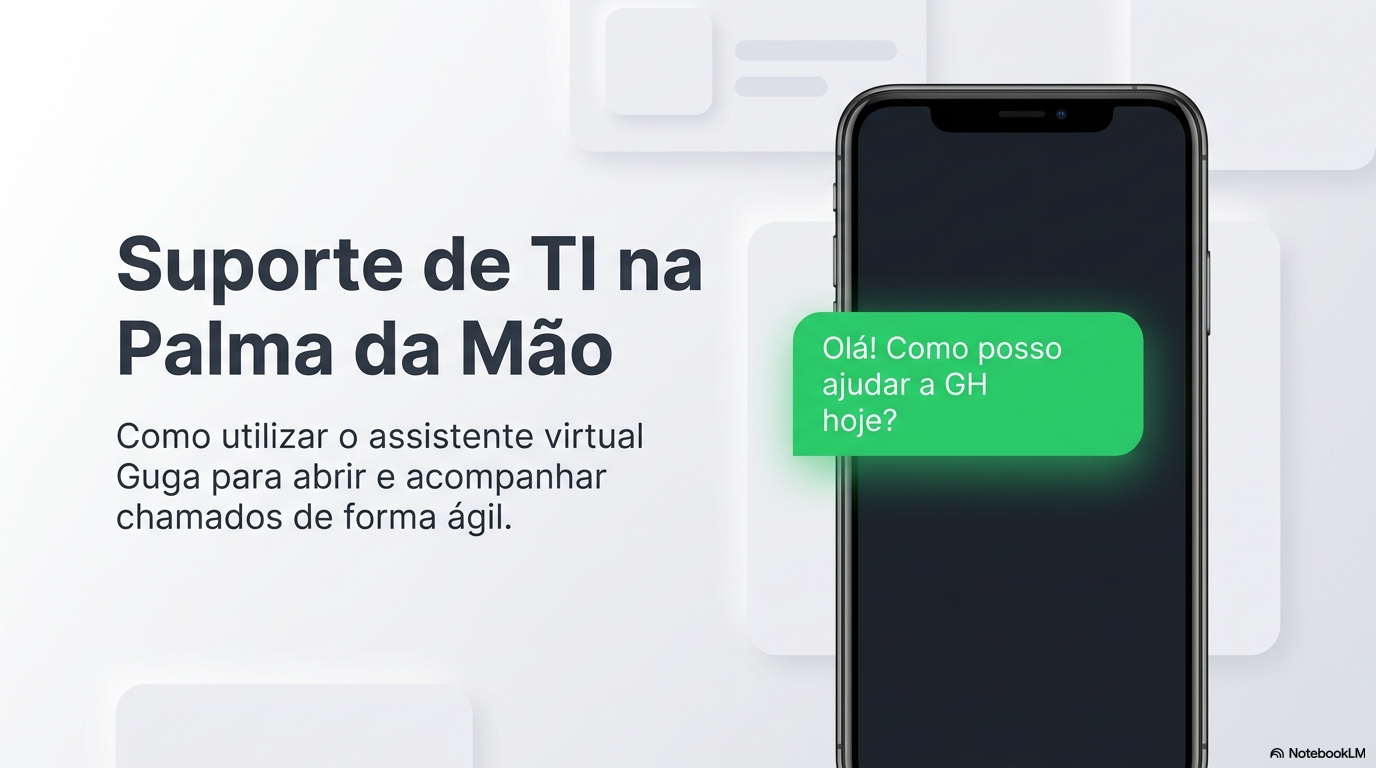 Suporte de TI na
Palma da Mão
Como utilizar o assistente virtual
Guga para abrir e acompanhar
chamados de forma ágil.
Olá! Como posso
ajudar a GH
hoje?
NotebookLM